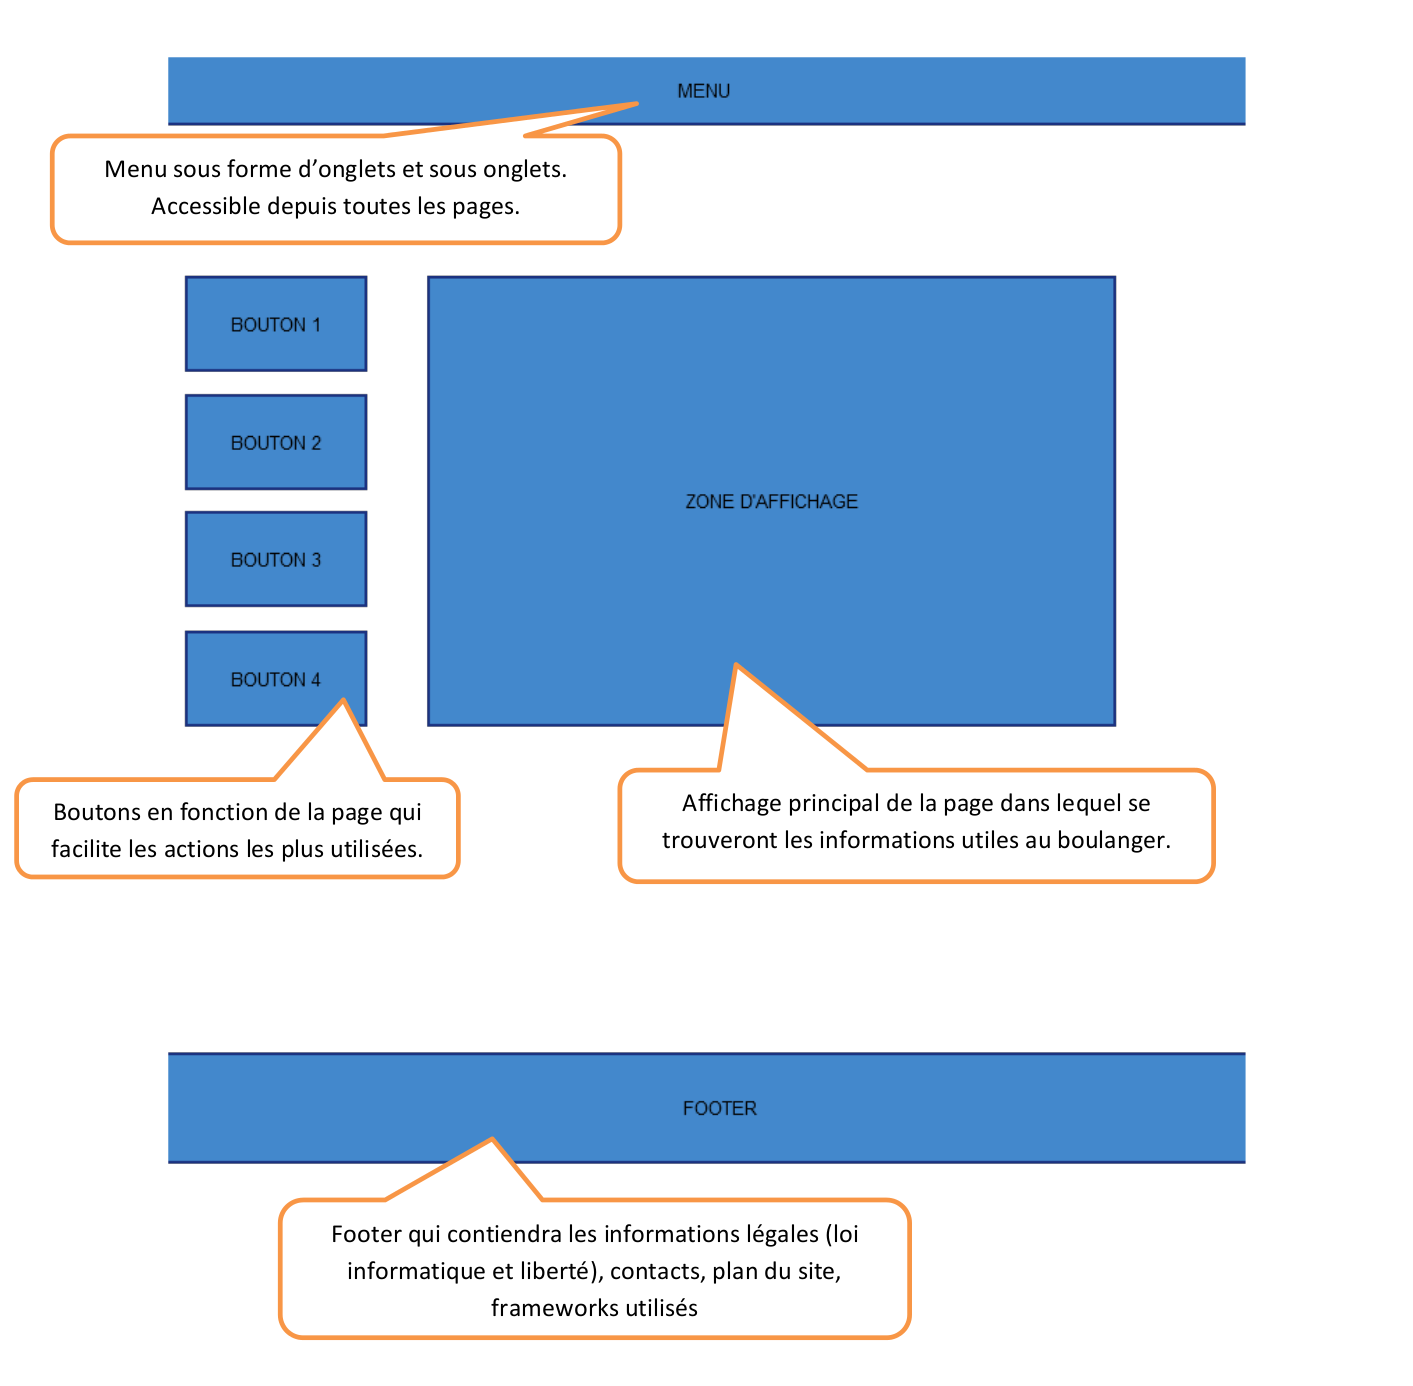 MENU
Menu sous forme d’onglets et sous onglets.
Accessible depuis toutes les pages.
BOUTON 1
BOUTON 2
BOUTON 3
BOUTON 4
ZONE D'AFFICHAGE
Boutons en fonction de la page qui
facilite les actions les plus utilisées.
Affichage principal de la page dans lequel se
trouveront les informations utiles au boulanger.
FOOTER
Footer qui contiendra les informations légales (loi
informatique et liberté), contacts, plan du site,
frameworks utilisés